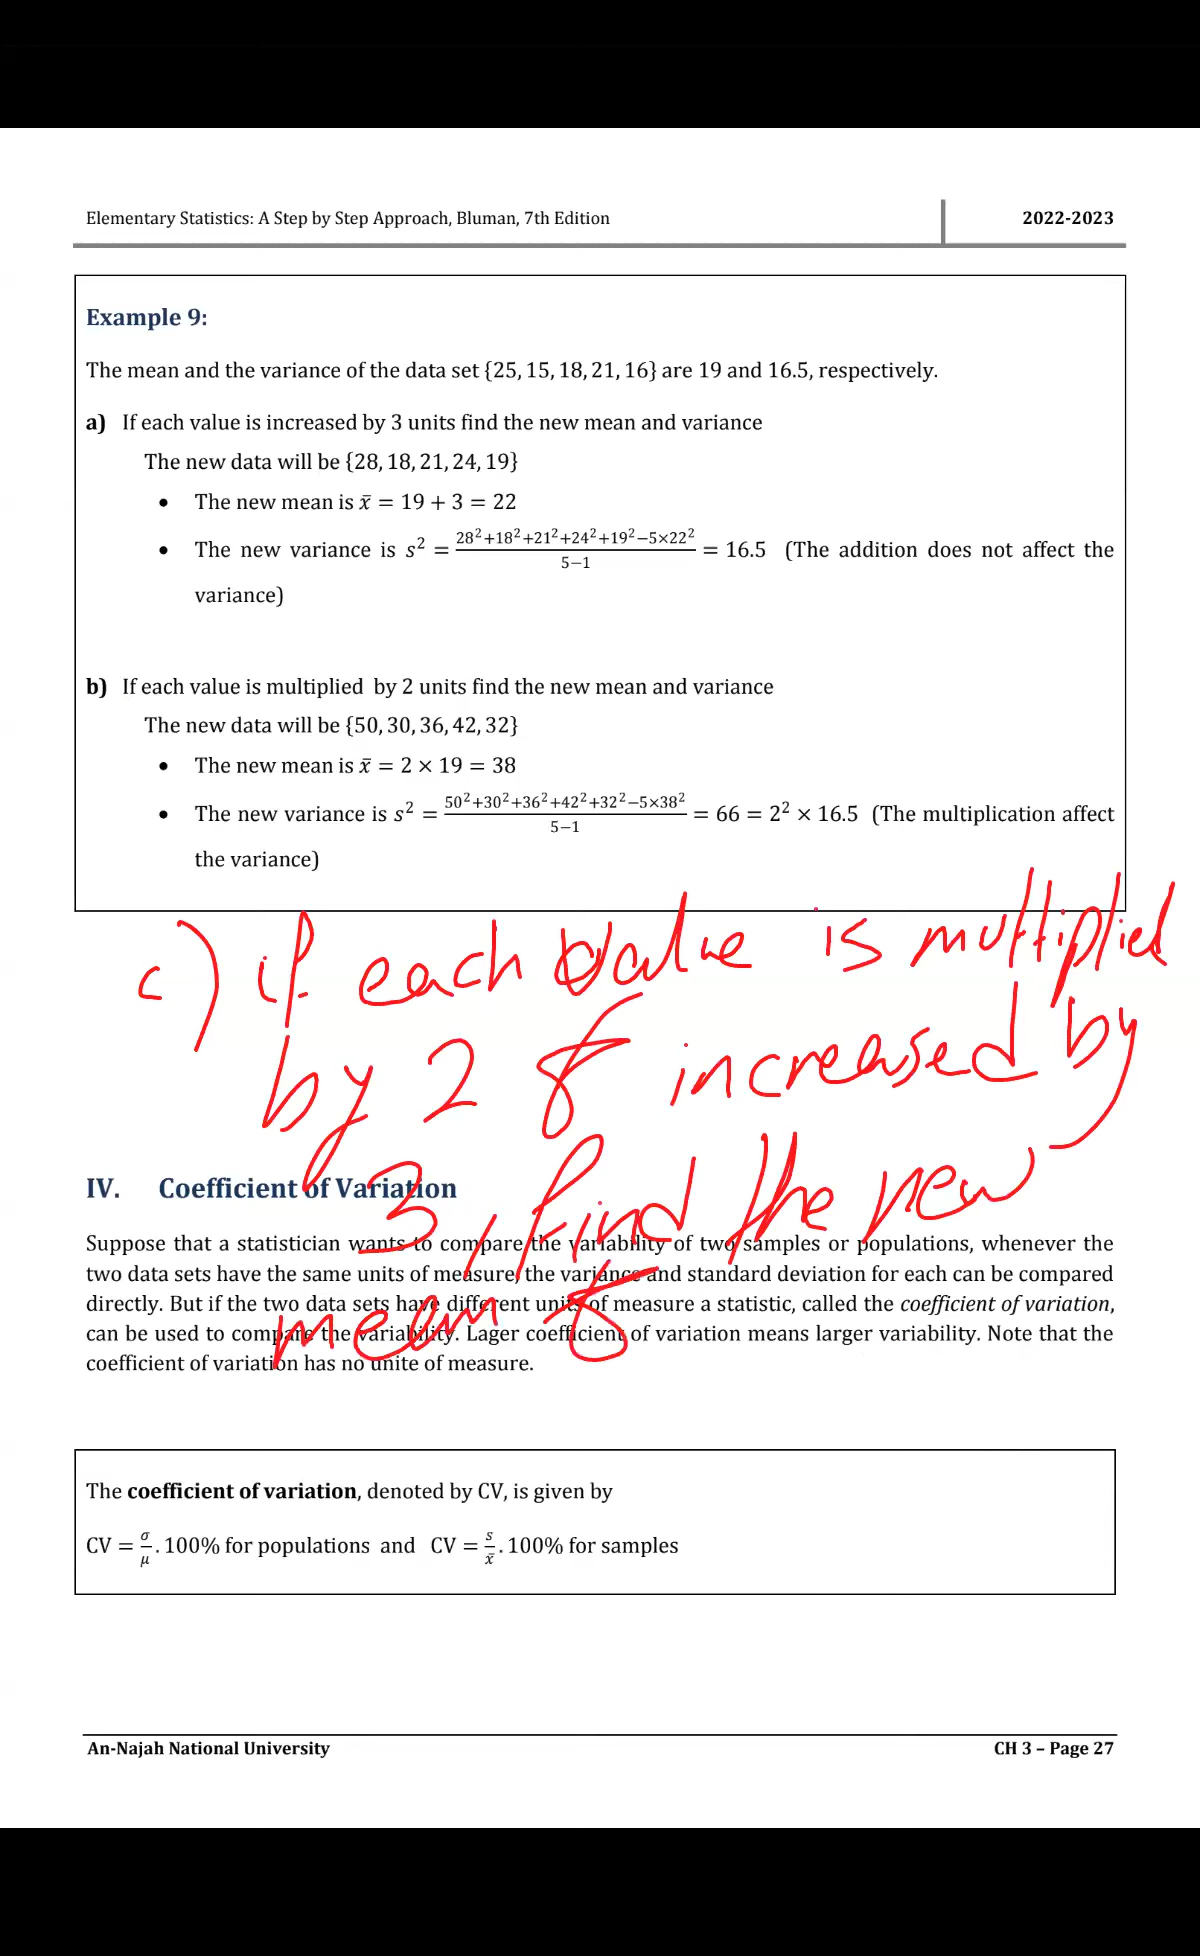 Elementary Statistics: A Step by Step Approach, Bluman, 7th Edition 2022-2023
Example 9:
The mean and the variance of the data set {25, 15, 18, 21, 16} are 19 and 16.5, respectively.
a) If each value is increased by 3 units find the new mean and variance
The new data will be {28, 18, 21, 24, 19}
• The new mean is x̄ = 19 + 3 = 22
• The new variance is s² = (28²+18²+21²+24²+19²−5×22²)/(5−1) = 16.5 (The addition does not affect the
variance)
b) If each value is multiplied by 2 units find the new mean and variance
The new data will be {50, 30, 36, 42, 32}
• The new mean is x̄ = 2 × 19 = 38
• The new variance is s² = (50²+30²+36²+42²+32²−5×38²)/(5−1) = 66 = 2² × 16.5 (The multiplication affect
the variance)
c) if each value is multiplied
by 2 & increased by
3, find the new
mean &
IV. Coefficient of Variation
Suppose that a statistician wants to compare the variability of two samples or populations, whenever the
two data sets have the same units of measure, the variance and standard deviation for each can be compared
directly. But if the two data sets have different units of measure a statistic, called the coefficient of variation,
can be used to compare the variability. Lager coefficient of variation means larger variability. Note that the
coefficient of variation has no unite of measure.
The coefficient of variation, denoted by CV, is given by
CV = σ/μ . 100% for populations and CV = s/x̄ . 100% for samples
An-Najah National University CH 3 – Page 27